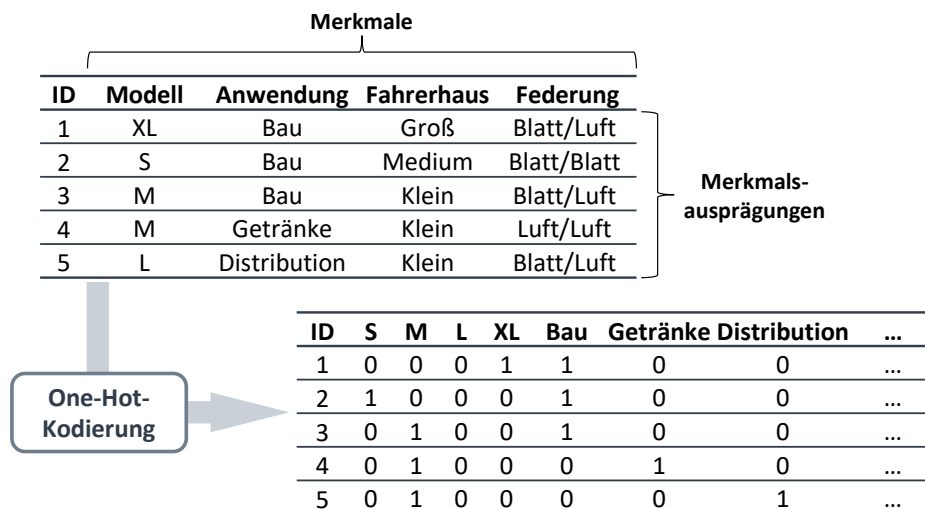 Merkmale
ID Modell Anwendung Fahrerhaus Federung
1 XL Bau Groß Blatt/Luft
2 S Bau Medium Blatt/Blatt
3 M Bau Klein Blatt/Luft
4 M Getränke Klein Luft/Luft
5 L Distribution Klein Blatt/Luft
Merkmals-
ausprägungen
One-Hot-
Kodierung
ID S M L XL Bau Getränke Distribution ...
1 0 0 0 1 1 0 0 ...
2 1 0 0 0 1 0 0 ...
3 0 1 0 0 1 0 0 ...
4 0 1 0 0 0 1 0 ...
5 0 1 0 0 0 0 1 ...